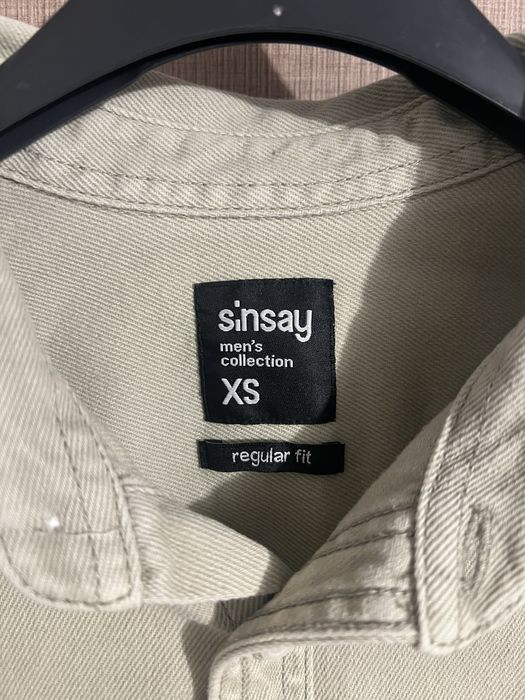 sinsay
men's
collection
XS
regular fit